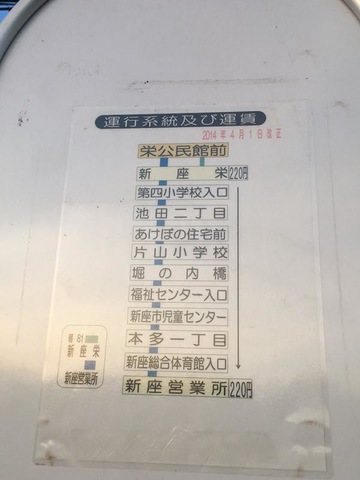 運行系統及び運賃
2014年4月1日改正
栄公民館前
新座栄 220円
第四小学校入口
池田二丁目
あけぼの住宅前
片山小学校
堀の内橋
福祉センター入口
新座市児童センター
本多一丁目
新座総合体育館入口
新座営業所 220円
朝81
新座栄
新座営業所